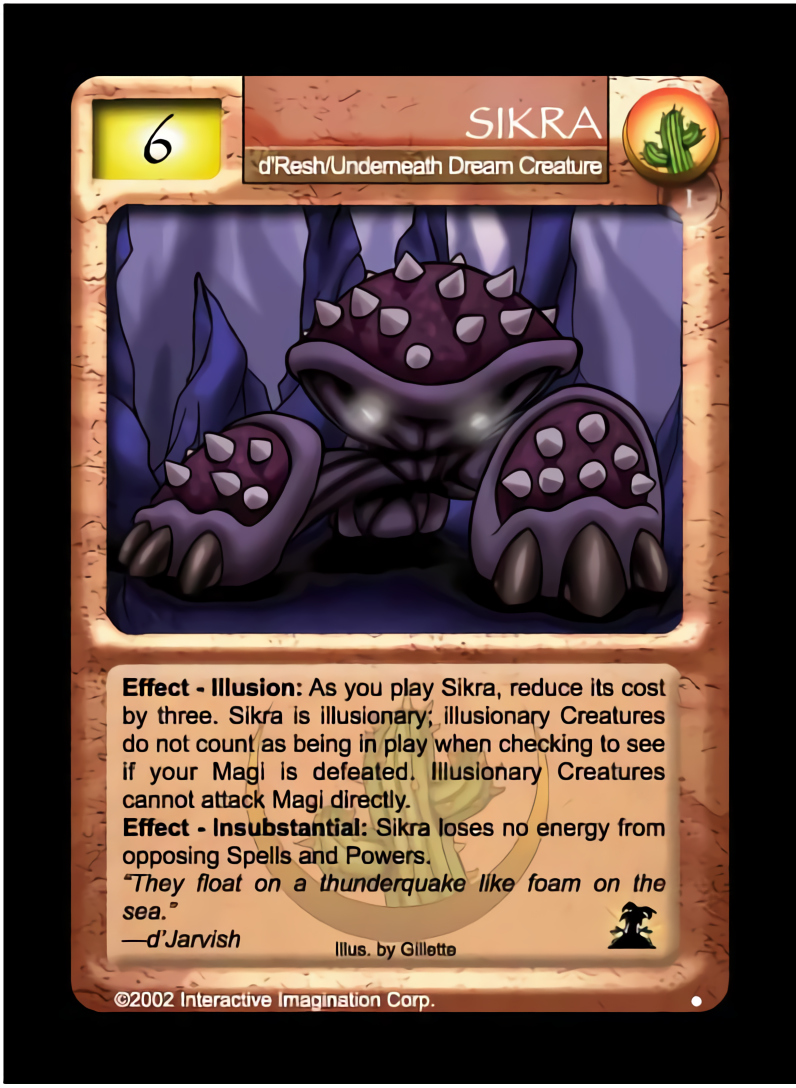 6
SIKRA
d'Resh/Underneath Dream Creature
I
Effect - Illusion: As you play Sikra, reduce its cost
by three. Sikra is illusionary; illusionary Creatures
do not count as being in play when checking to see
if your Magi is defeated. Illusionary Creatures
cannot attack Magi directly.
Effect - Insubstantial: Sikra loses no energy from
opposing Spells and Powers.
"They float on a thunderquake like foam on the
sea."
—d'Jarvish
Illus. by Gillette
©2002 Interactive Imagination Corp.